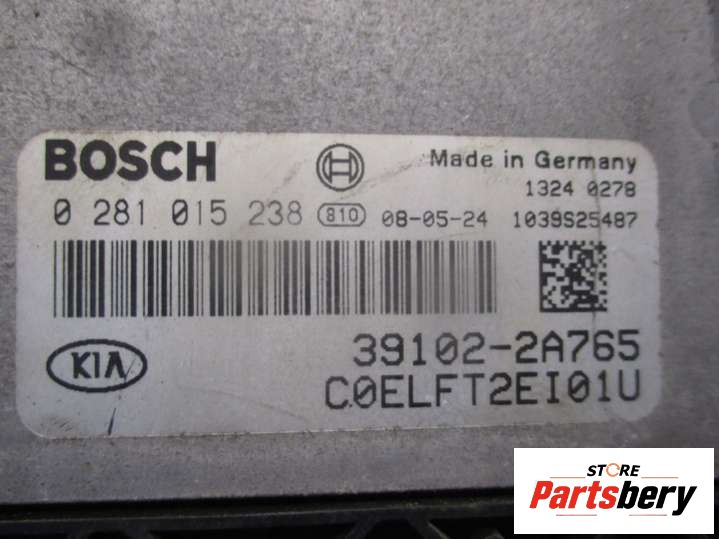 BOSCH
Made in Germany
1324 0278
0 281 015 238 810 08-05-24 1039S25487
KIA
39102-2A765
C0ELFT2EI01U
STORE
Partsbery